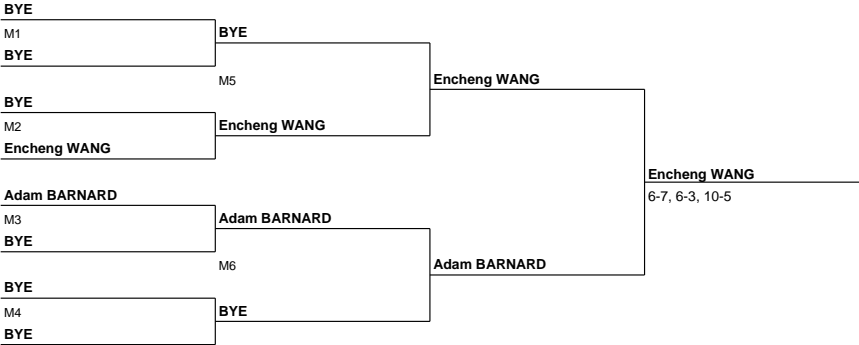 BYE
M1
BYE
BYE
M5
BYE
M2
Encheng WANG
Encheng WANG
Encheng WANG
Adam BARNARD
M3
BYE
Adam BARNARD
M6
BYE
M4
BYE
BYE
Adam BARNARD
Encheng WANG
6-7, 6-3, 10-5